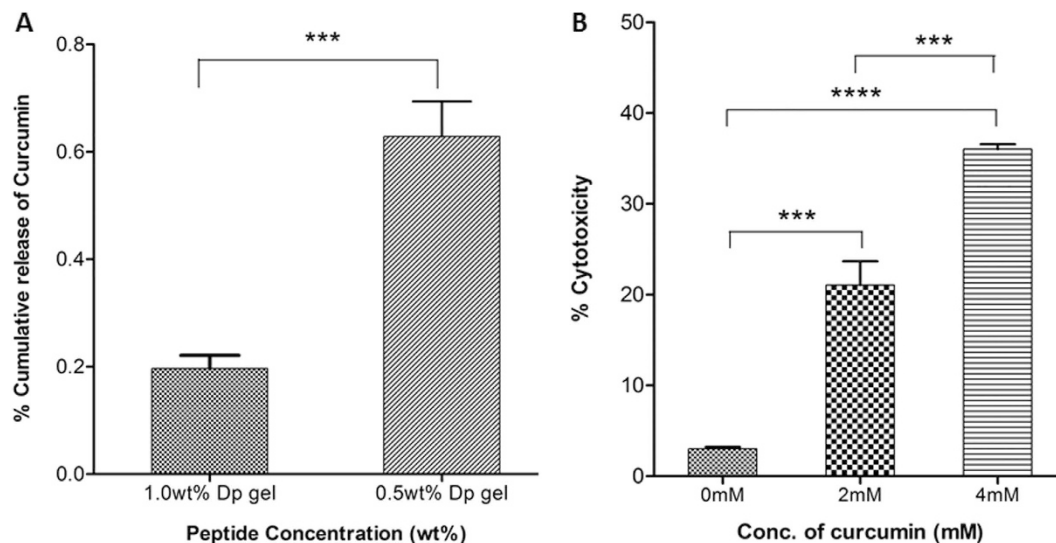 A
% Cumulative release of Curcumin
0.8
0.6
0.4
0.2
0.0
***
1.0wt% Dp gel 0.5wt% Dp gel
Peptide Concentration (wt%)
B
% Cytotoxicity
50
40
30
20
10
0
***
****
***
0mM 2mM 4mM
Conc. of curcumin (mM)